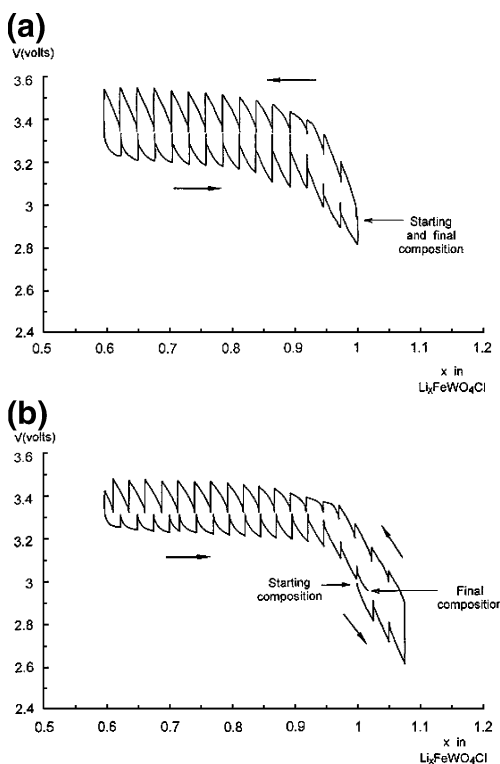 (a)
V(volts)
3.6
3.4
3.2
3.0
2.8
2.6
2.4
0.5 0.6 0.7 0.8 0.9 1 1.1 1.2
Starting
and final
composition
x in
LiₓFeWO₄Cl
(b)
V(volts)
3.6
3.4
3.2
3
2.8
2.6
2.4
0.5 0.6 0.7 0.8 0.9 1 1.1 1.2
Starting
composition
Final
composition
x in
LiₓFeWO₄Cl